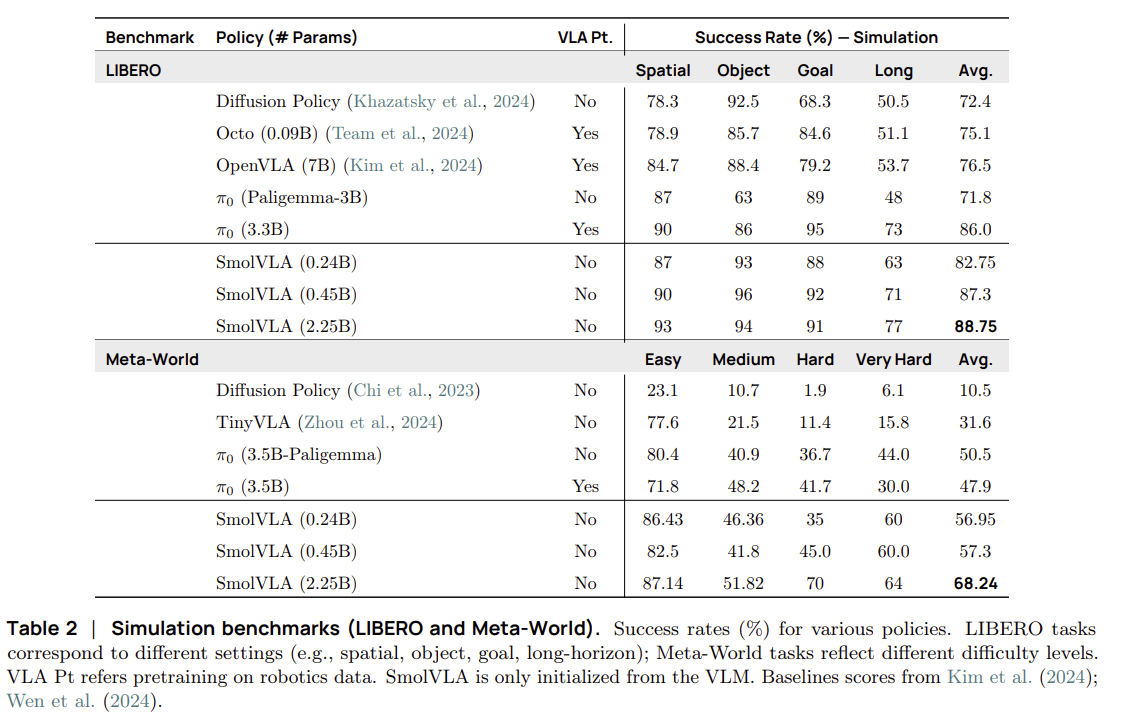 Benchmark Policy (# Params) VLA Pt. Success Rate (%) — Simulation
LIBERO Spatial Object Goal Long Avg.
Diffusion Policy (Khazatsky et al., 2024) No 78.3 92.5 68.3 50.5 72.4
Octo (0.09B) (Team et al., 2024) Yes 78.9 85.7 84.6 51.1 75.1
OpenVLA (7B) (Kim et al., 2024) Yes 84.7 88.4 79.2 53.7 76.5
π₀ (Paligemma-3B) No 87 63 89 48 71.8
π₀ (3.3B) Yes 90 86 95 73 86.0
SmolVLA (0.24B) No 87 93 88 63 82.75
SmolVLA (0.45B) No 90 96 92 71 87.3
SmolVLA (2.25B) No 93 94 91 77 88.75
Meta-World Easy Medium Hard Very Hard Avg.
Diffusion Policy (Chi et al., 2023) No 23.1 10.7 1.9 6.1 10.5
TinyVLA (Zhou et al., 2024) No 77.6 21.5 11.4 15.8 31.6
π₀ (3.5B-Paligemma) No 80.4 40.9 36.7 44.0 50.5
π₀ (3.5B) Yes 71.8 48.2 41.7 30.0 47.9
SmolVLA (0.24B) No 86.43 46.36 35 60 56.95
SmolVLA (0.45B) No 82.5 41.8 45.0 60.0 57.3
SmolVLA (2.25B) No 87.14 51.82 70 64 68.24
Table 2 | Simulation benchmarks (LIBERO and Meta-World). Success rates (%) for various policies. LIBERO tasks
correspond to different settings (e.g., spatial, object, goal, long-horizon); Meta-World tasks reflect different difficulty levels.
VLA Pt refers pretraining on robotics data. SmolVLA is only initialized from the VLM. Baselines scores from Kim et al. (2024);
Wen et al. (2024).